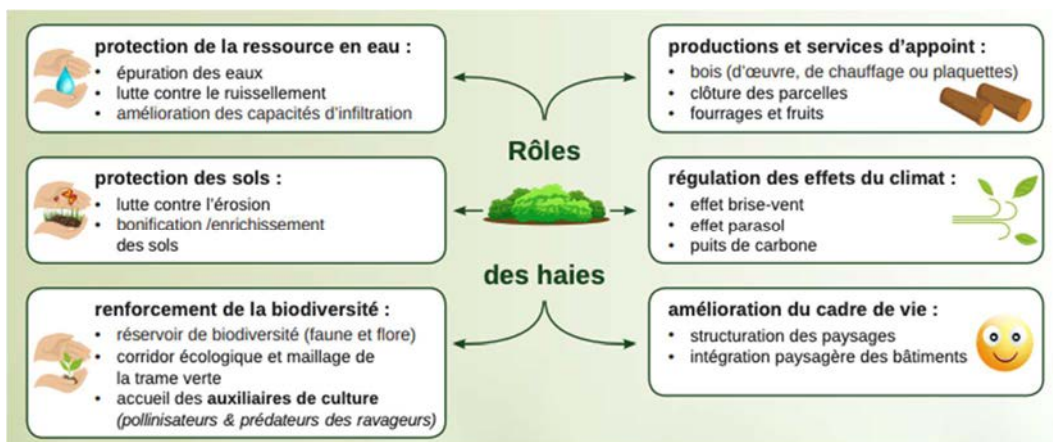 protection de la ressource en eau :
• épuration des eaux
• lutte contre le ruissellement
• amélioration des capacités d'infiltration
protection des sols :
• lutte contre l'érosion
• bonification /enrichissement
des sols
renforcement de la biodiversité :
• réservoir de biodiversité (faune et flore)
• corridor écologique et maillage de
la trame verte
• accueil des auxiliaires de culture
(pollinisateurs & prédateurs des ravageurs)
Rôles
des haies
productions et services d'appoint :
• bois (d'œuvre, de chauffage ou plaquettes)
• clôture des parcelles
• fourrages et fruits
régulation des effets du climat :
• effet brise-vent
• effet parasol
• puits de carbone
amélioration du cadre de vie :
• structuration des paysages
• intégration paysagère des bâtiments